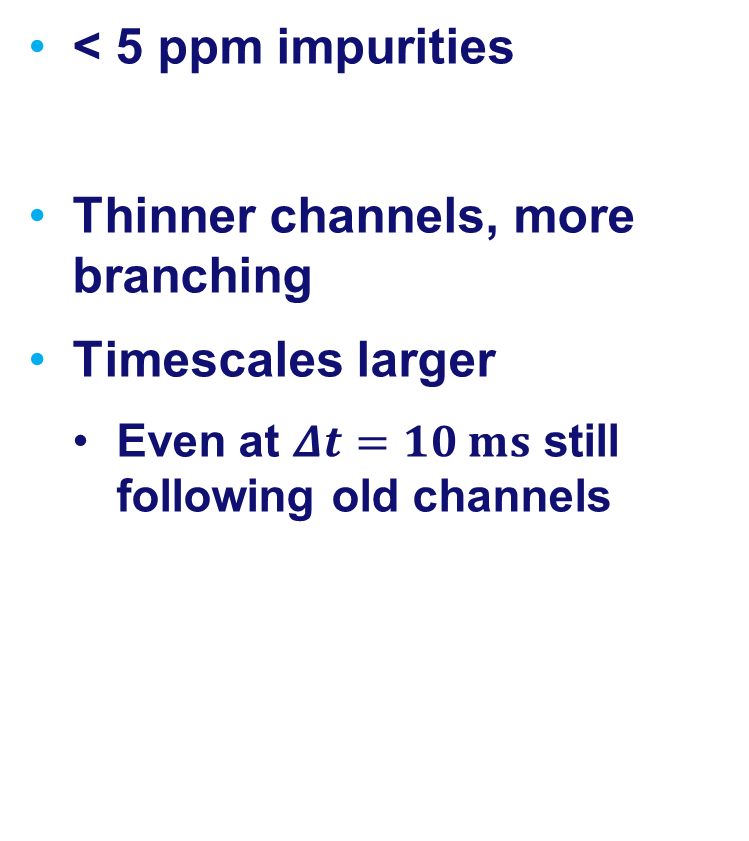 • < 5 ppm impurities
• Thinner channels, more
branching
• Timescales larger
• Even at Δt = 10 ms still
following old channels